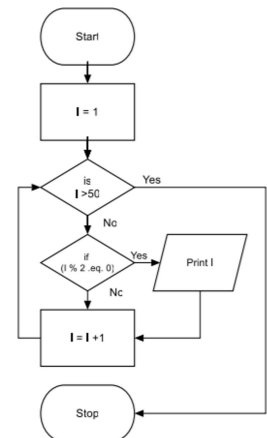 Start
I = 1
is
I >50
Yes
No
if
(I % 2 .eq. 0)
Yes
Print I
No
I = I +1
Stop